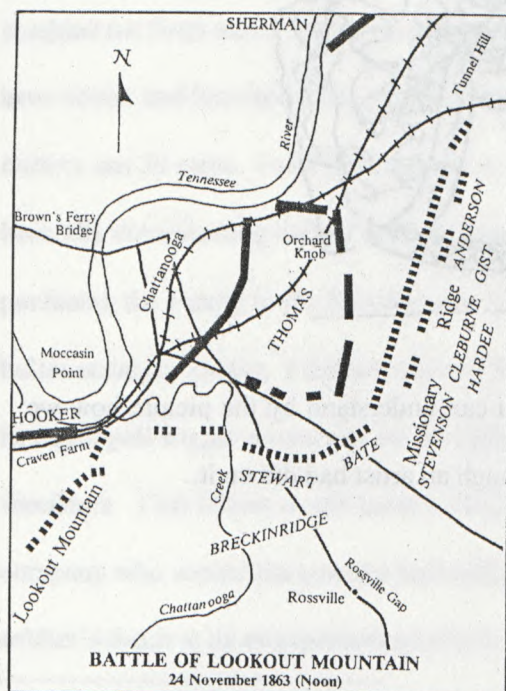 SHERMAN
Tunnel Hill
N
River
Tennessee
Brown's Ferry
Bridge
Chattanooga
Orchard
Knob
THOMAS
Missionary Ridge
ANDERSON
GIST
CLEBURNE
HARDEE
STEVENSON
Moccasin
Point
HOOKER
Craven Farm
Lookout Mountain
Creek
STEWART
BATE
BRECKINRIDGE
Chattanooga
Rossville
Rossville Gap
BATTLE OF LOOKOUT MOUNTAIN
24 November 1863 (Noon)